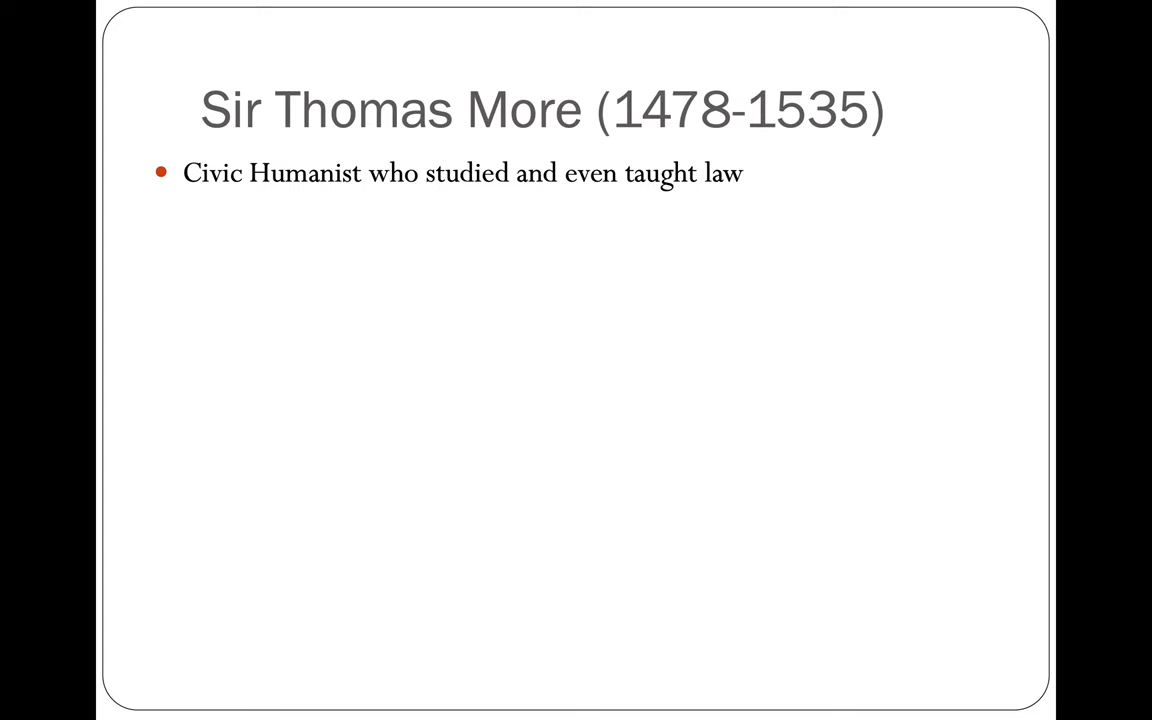 Sir Thomas More (1478-1535)
• Civic Humanist who studied and even taught law